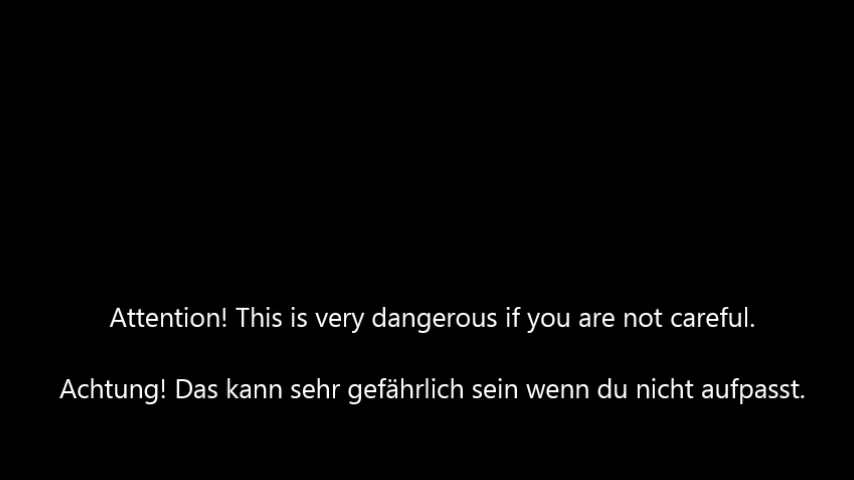 Attention! This is very dangerous if you are not careful.
Achtung! Das kann sehr gefährlich sein wenn du nicht aufpasst.